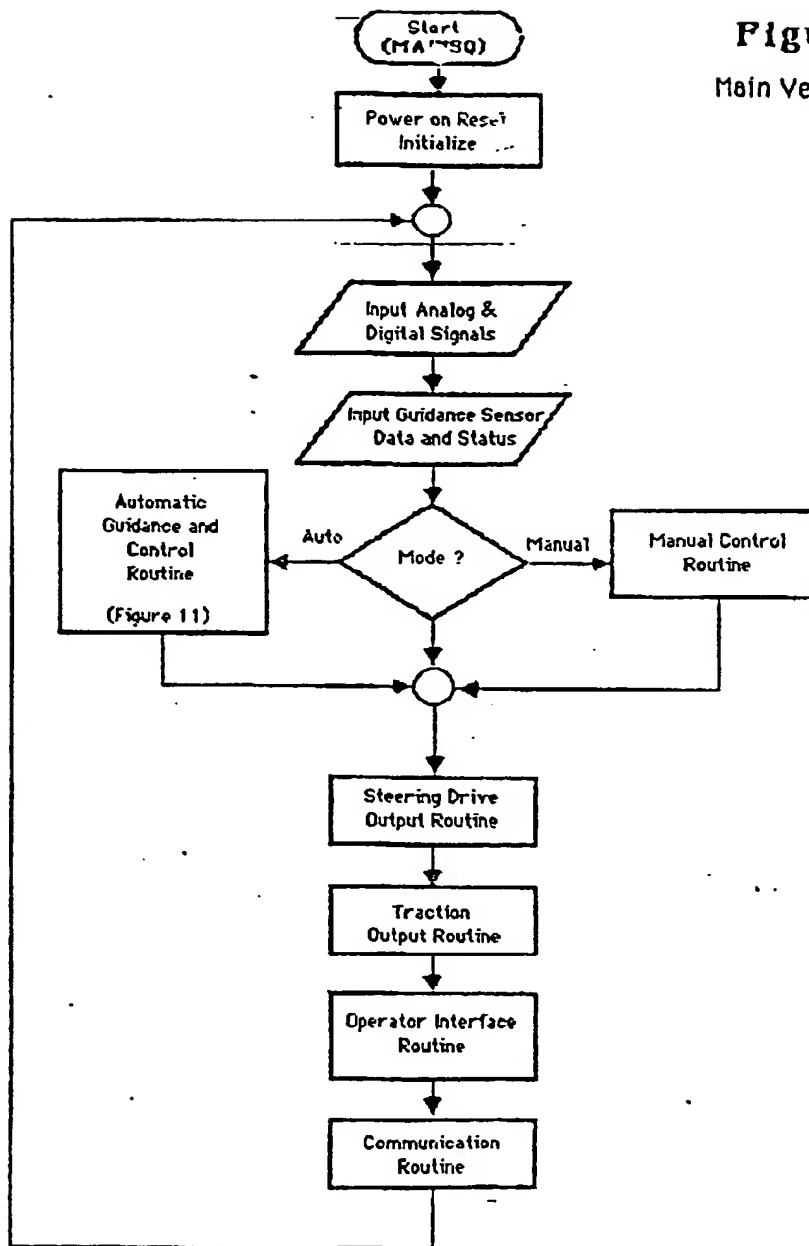 Start
Figu
Main Ve
Power on Reset
Initialize
Input Analog &
Digital Signals
Input Guidance Sensor
Data and Status
Automatic
Guidance and
Control
Routine
(Figure 11)
Auto
Mode ?
Manual
Manual Control
Routine
Steering Drive
Output Routine
Traction
Output Routine
Operator Interface
Routine
Communication
Routine